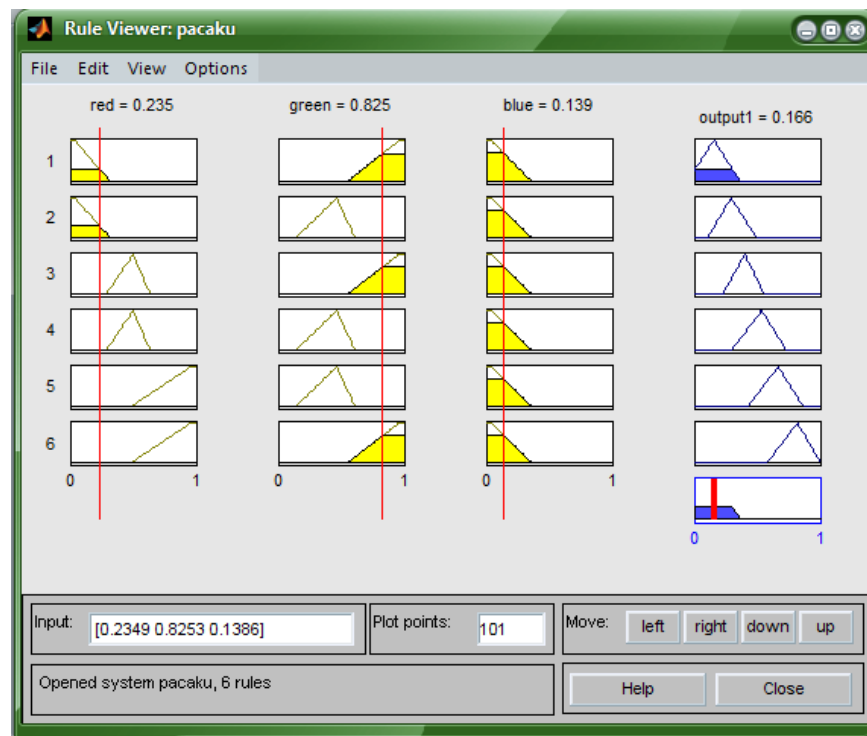 Rule Viewer: pacaku
File Edit View Options
red = 0.235 green = 0.825 blue = 0.139 output1 = 0.166
1
2
3
4
5
6
0 1 0 1 0 1
0 1
Input: [0.2349 0.8253 0.1386] Plot points: 101 Move: left right down up
Opened system pacaku, 6 rules Help Close